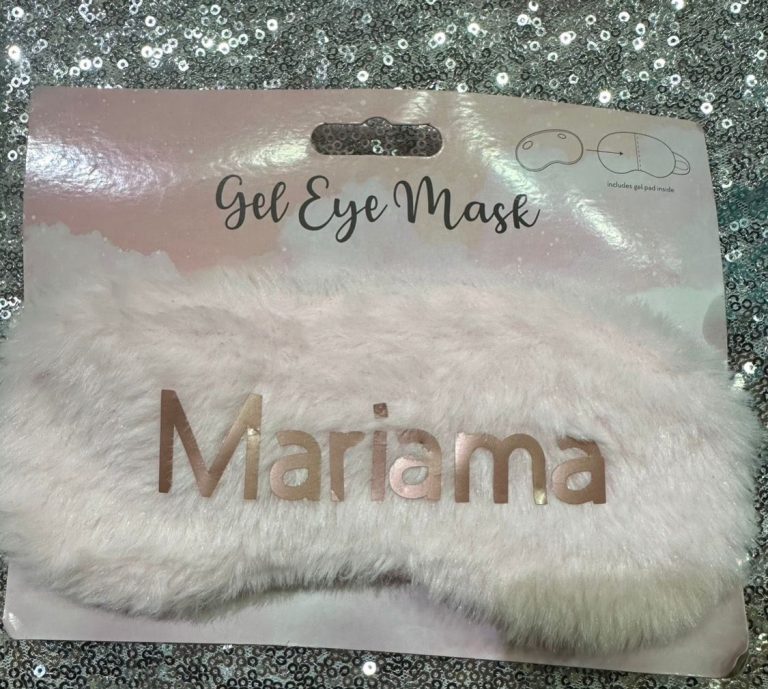 Gel Eye Mask
includes gel pad inside
Mariama